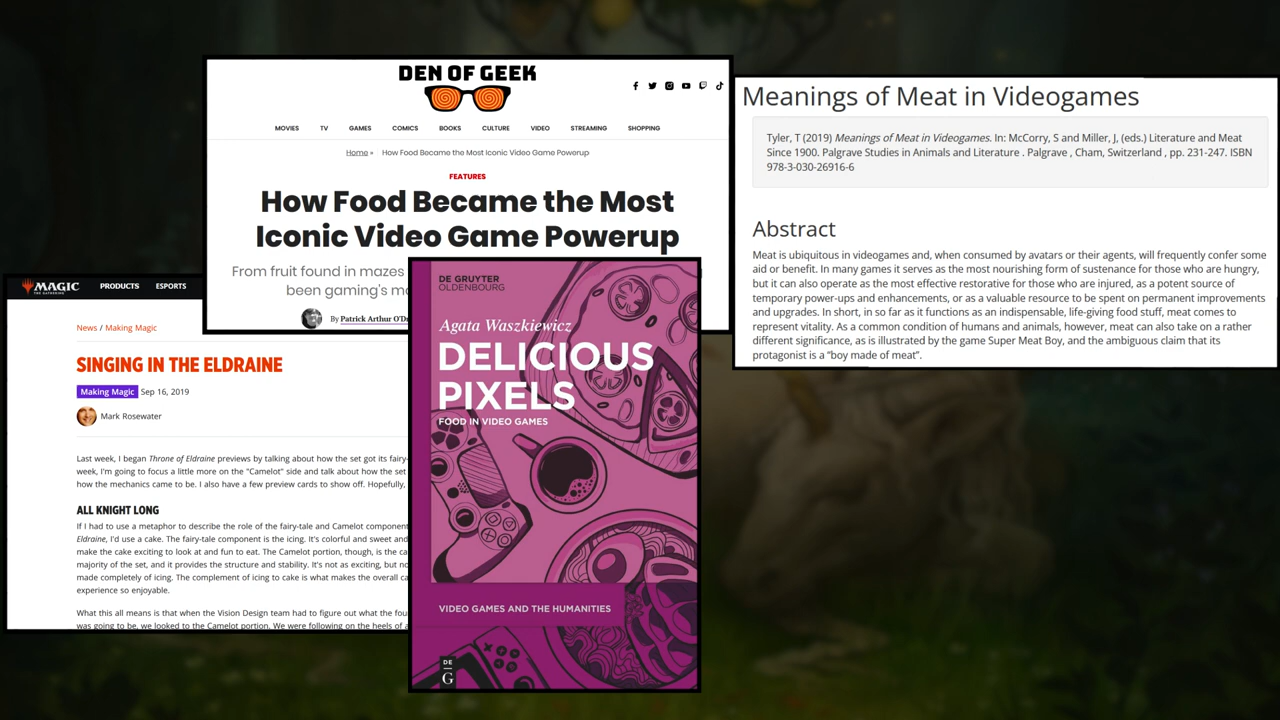 DEN OF GEEK
MOVIES TV GAMES COMICS BOOKS CULTURE VIDEO STREAMING SHOPPING
Home » How Food Became the Most Iconic Video Game Powerup
FEATURES
How Food Became the Most
Iconic Video Game Powerup
From fruit found in mazes
been gaming's
By Patrick Arthur
Meanings of Meat in Videogames
Tyler, T (2019) Meanings of Meat in Videogames. In: McCorry, S and Miller, J, (eds.) Literature and Meat
Since 1900. Palgrave Studies in Animals and Literature . Palgrave , Cham, Switzerland , pp. 231-247. ISBN
978-3-030-26916-6
Abstract
Meat is ubiquitous in videogames and, when consumed by avatars or their agents, will frequently confer some
aid or benefit. In many games it serves as the most nourishing form of sustenance for those who are hungry,
but it can also operate as the most effective restorative for those who are injured, as a potent source of
temporary power-ups and enhancements, or as a valuable resource to be spent on permanent improvements
and upgrades. In short, in so far as it functions as an indispensable, life-giving food stuff, meat comes to
represent vitality. As a common condition of humans and animals, however, meat can also take on a rather
different significance, as is illustrated by the game Super Meat Boy, and the ambiguous claim that its
protagonist is a “boy made of meat”.
MAGIC
THE GATHERING
PRODUCTS ESPORTS
News / Making Magic
SINGING IN THE ELDRAINE
Making Magic Sep 16, 2019
Mark Rosewater
Last week, I began Throne of Eldraine previews by talking about how the set got its fairy-
week, I'm going to focus a little more on the "Camelot" side and talk about how the set
how the mechanics came to be. I also have a few preview cards to show off. Hopefully,
ALL KNIGHT LONG
If I had to use a metaphor to describe the role of the fairy-tale and Camelot component
Eldraine, I'd use a cake. The fairy-tale component is the icing. It's colorful and sweet and
make the cake exciting to look at and fun to eat. The Camelot portion, though, is the ca
majority of the set, and it provides the structure and stability. It's not as exciting, but no
made completely of icing. The complement of icing to cake is what makes the overall ca
experience so enjoyable.
What this all means is that when the Vision Design team had to figure out what the fou
was going to be, we looked to the Camelot portion. We were following on the heels of a
DE GRUYTER
OLDENBOURG
Agata Waszkiewicz
DELICIOUS
PIXELS
FOOD IN VIDEO GAMES
VIDEO GAMES AND THE HUMANITIES
DE
G